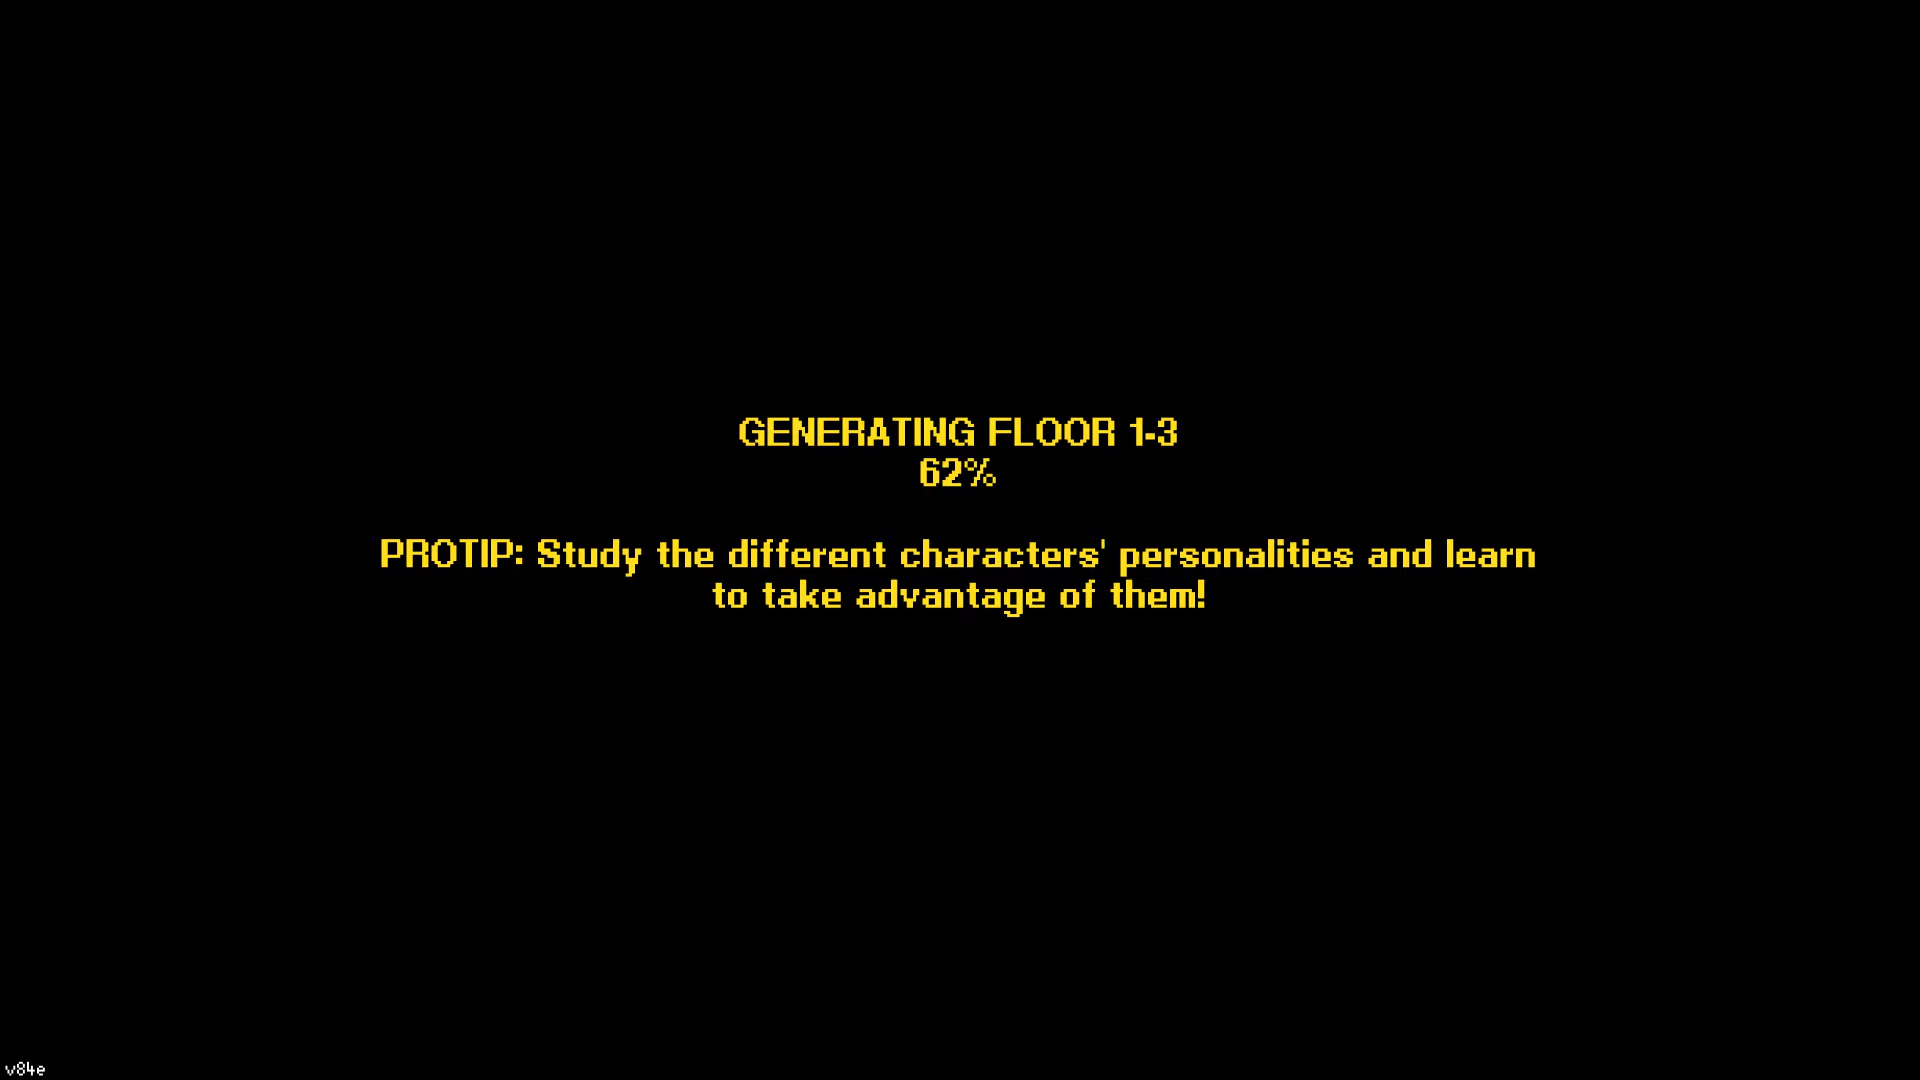 GENERATING FLOOR 1-3
62%
PROTIP: Study the different characters' personalities and learn
to take advantage of them!
v84e